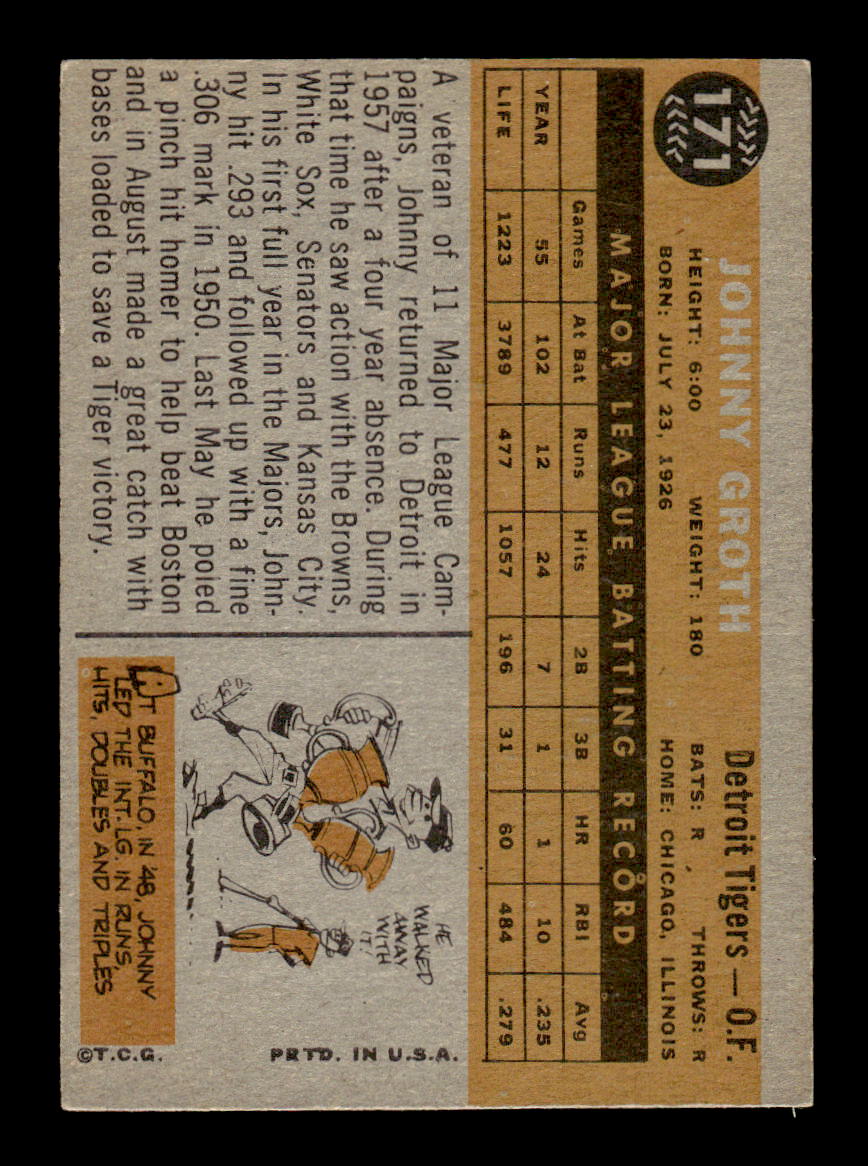 171
JOHNNY GROTH
Detroit Tigers — O.F.
HEIGHT: 6:00 WEIGHT: 180 BATS: R THROWS: R
BORN: JULY 23, 1926 HOME: CHICAGO, ILLINOIS
MAJOR LEAGUE BATTING RECORD
Games At Bat Runs Hits 2B 3B HR RBI Avg
YEAR 55 102 12 24 7 1 1 10 .235
LIFE 1223 3789 477 1057 196 31 60 484 .279
A veteran of 11 Major League Cam-
paigns, Johnny returned to Detroit in
1957 after a four year absence. During
that time he saw action with the Browns,
White Sox, Senators and Kansas City.
In his first full year in the Majors, John-
ny hit .293 and followed up with a fine
.306 mark in 1950. Last May he poled
a pinch hit homer to help beat Boston
and in August made a great catch with
bases loaded to save a Tiger victory.
HE
WALKED
AWAY
WITH
IT!
AT BUFFALO, IN '48, JOHNNY
LED THE INT. LG. IN RUNS,
HITS, DOUBLES AND TRIPLES
©T.C.G. PRTD. IN U.S.A.